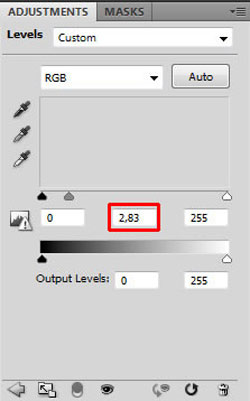 ADJUSTMENTS MASKS
Levels Custom
RGB Auto
0 2,83 255
Output Levels: 0 255